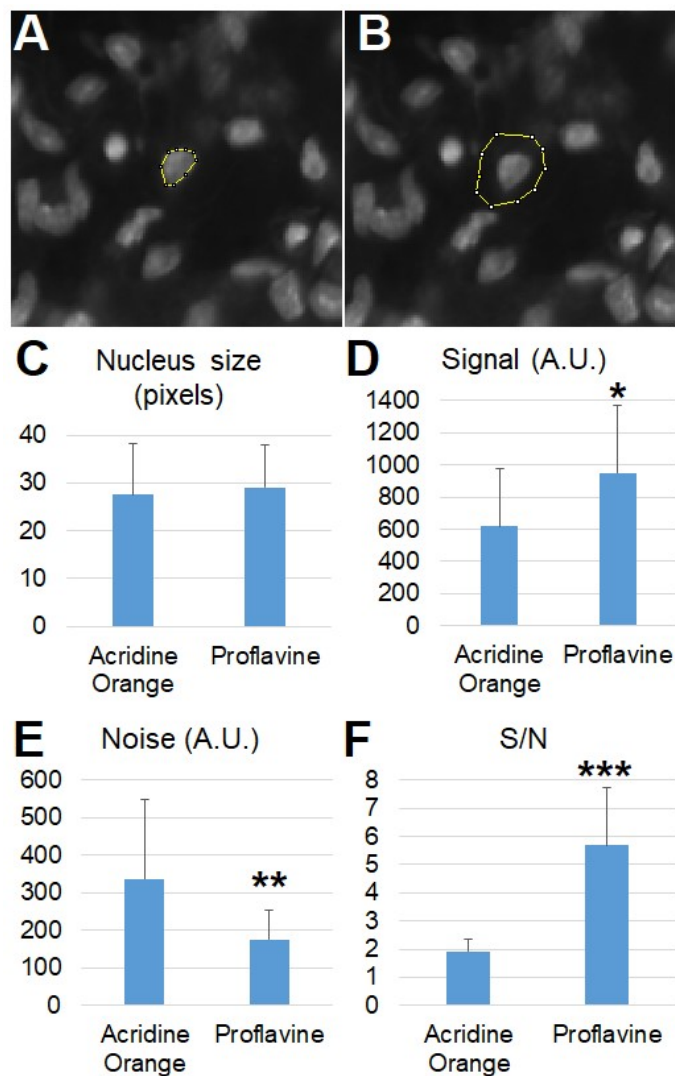 A
B
C
Nucleus size
(pixels)
40
30
20
10
0
Acridine
Orange
Proflavine
D
Signal (A.U.)
*
1400
1200
1000
800
600
400
200
0
Acridine
Orange
Proflavine
E
Noise (A.U.)
600
500
400
300
200
100
0
**
Acridine
Orange
Proflavine
F
S/N
***
8
7
6
5
4
3
2
1
0
Acridine
Orange
Proflavine